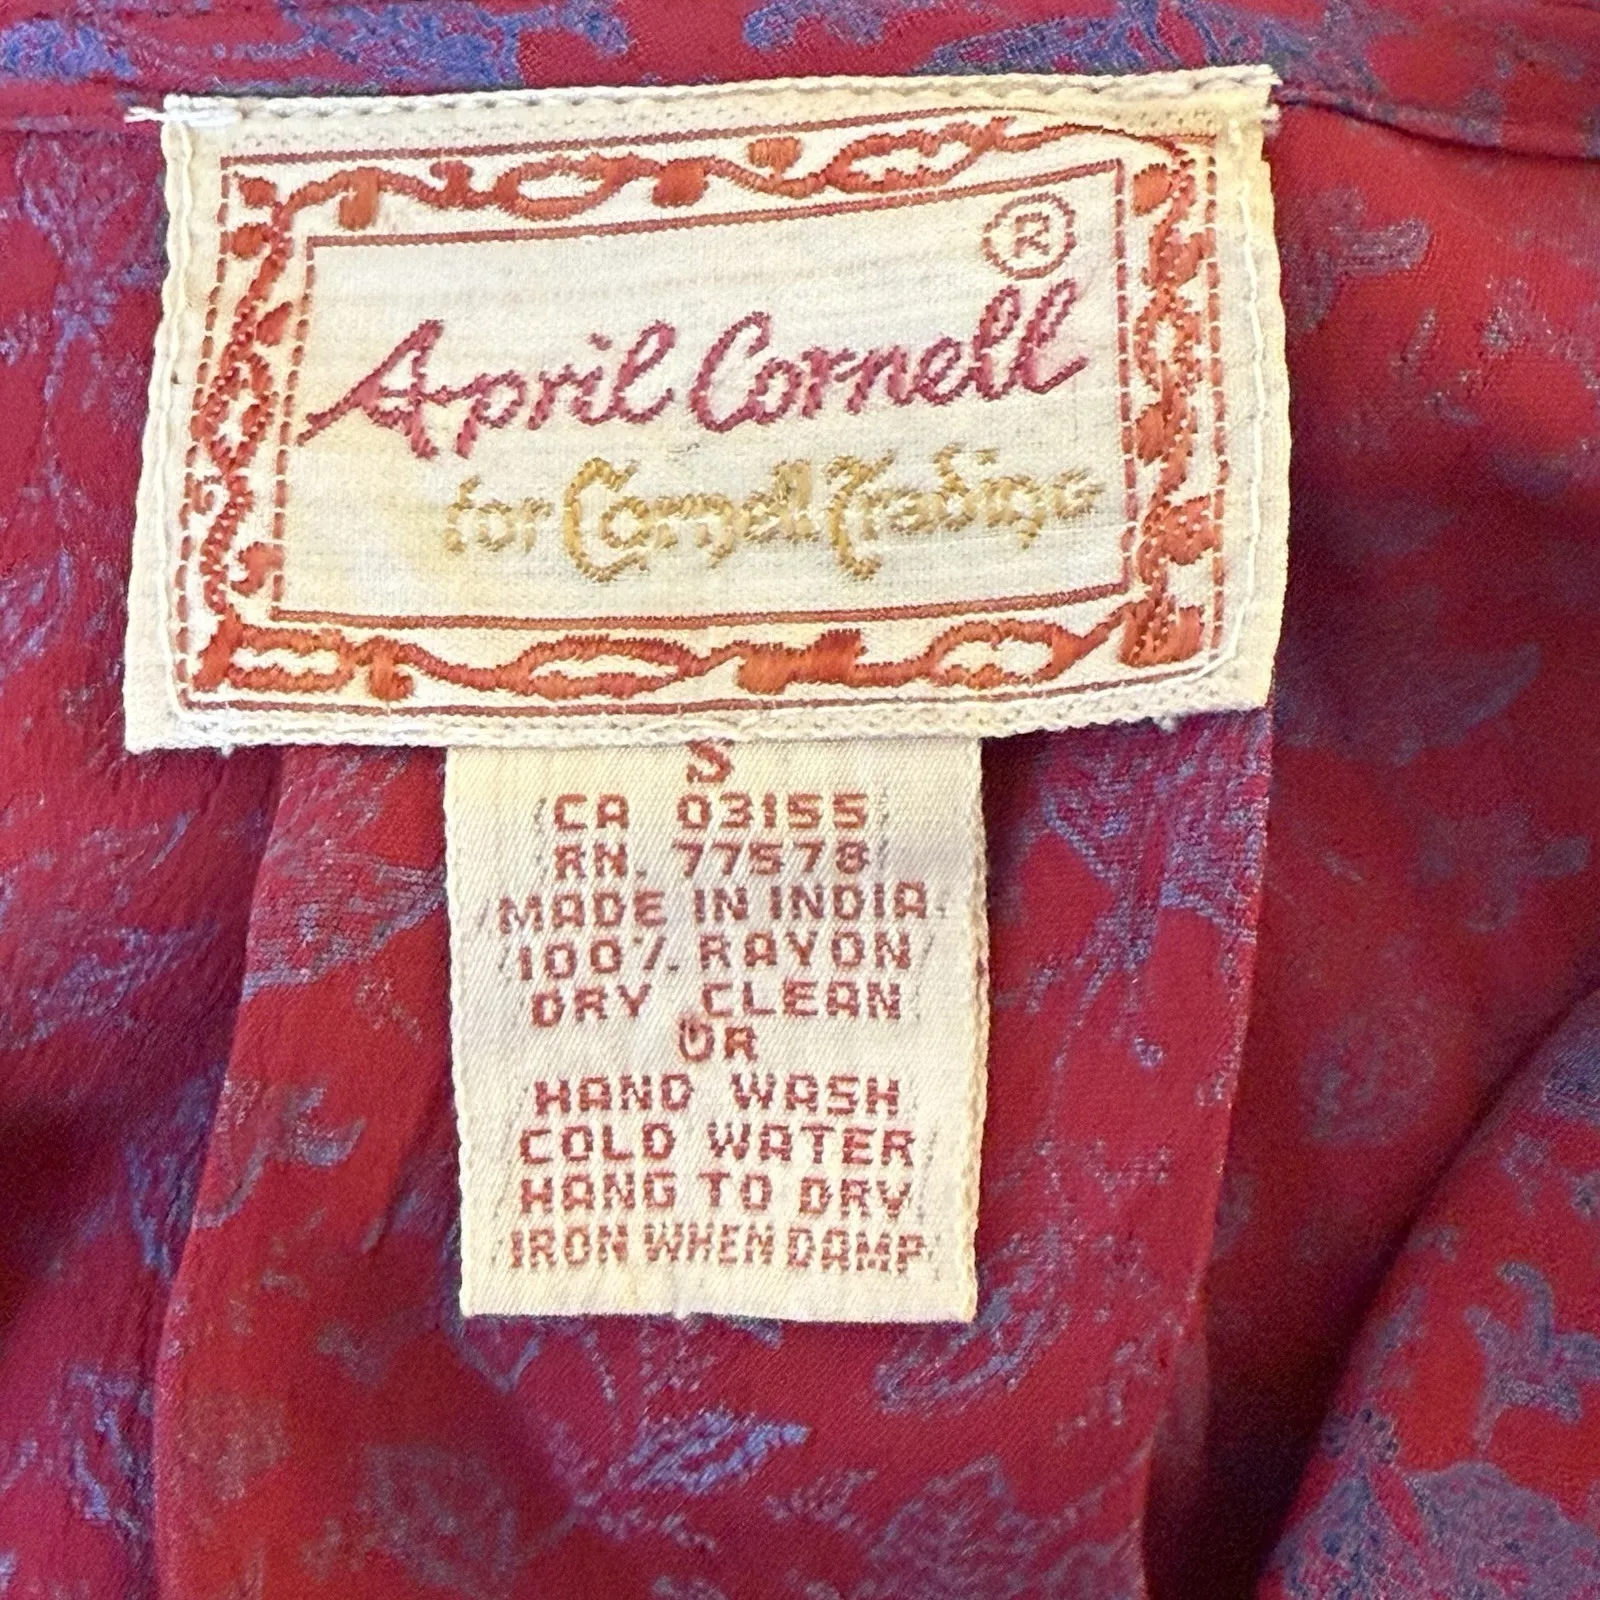 ®
April Cornell
for Cornell Trading
S
CA 03155
RN. 77578
MADE IN INDIA
100% RAYON
DRY CLEAN
OR
HAND WASH
COLD WATER
HANG TO DRY
IRON WHEN DAMP